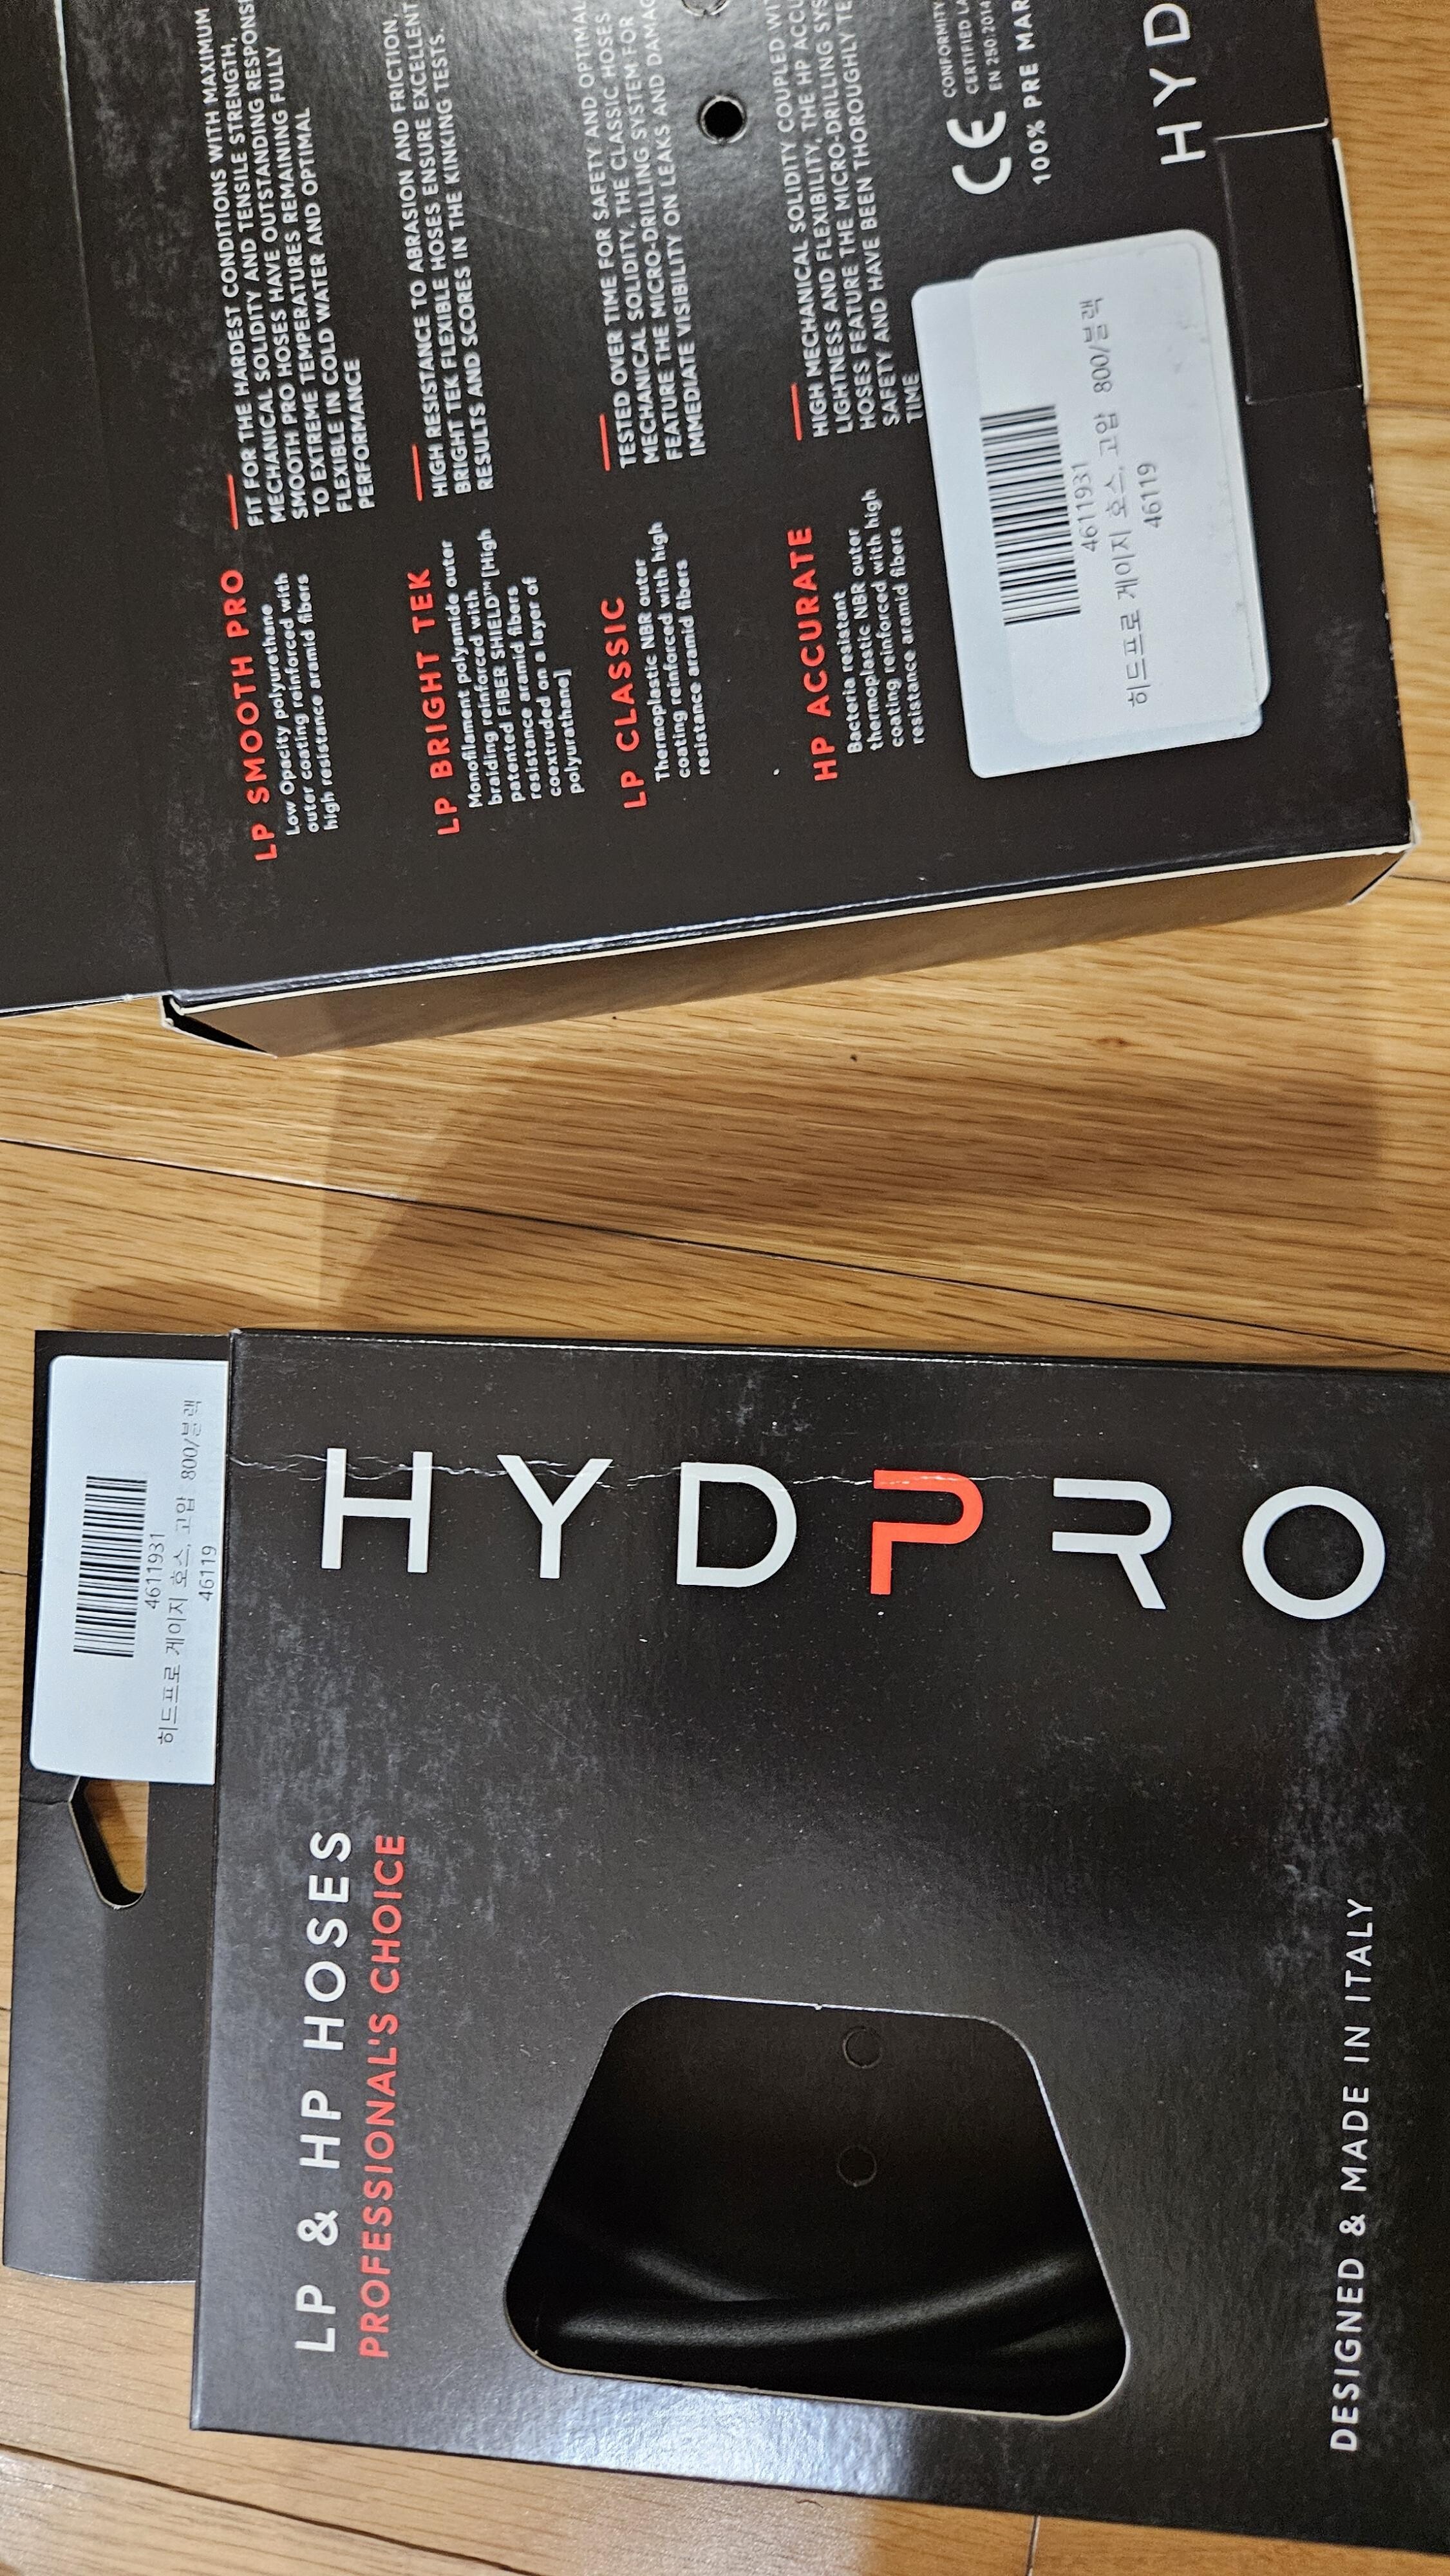 LP SMOOTH PRO
Low Opacity polyurethane
outer coating reinforced with
high resistance aramid fibers
FIT FOR THE HARDEST CONDITIONS WITH MAXIMUM
MECHANICAL SOLIDITY AND TENSILE STRENGTH,
SMOOTH PRO HOSES HAVE OUTSTANDING RESPONS
TO EXTREME TEMPERATURES REMAINING FULLY
FLEXIBLE IN COLD WATER AND OPTIMAL
PERFORMANCE
LP BRIGHT TEK
Monofilament polyamide outer
braiding reinforced with
patented FIBER SHIELD™ [High
resistance aramid fibers
coextruded on a layer of
polyurathane]
HIGH RESISTANCE TO ABRASION AND FRICTION,
BRIGHT TEK FLEXIBLE HOSES ENSURE EXCELLENT
RESULTS AND SCORES IN THE KINKING TESTS.
LP CLASSIC
Thermoplastic NBR outer
coating reinforced with high
resistance aramid fibers
TESTED OVER TIME FOR SAFETY AND OPTIMAL
MECHANICAL SOLIDITY, THE CLASSIC HOSES
FEATURE THE MICRO-DRILLING SYSTEM FOR
IMMEDIATE VISIBILITY ON LEAKS AND DAMAG
HP ACCURATE
Bacteria resistant
thermoplastic NBR outer
coating reinforced with high
resistance aramid fibers
HIGH MECHANICAL SOLIDITY COUPLED WIT
LIGHTNESS AND FLEXIBILITY, THE HP ACCU
HOSES FEATURE THE MICRO-DRILLING SYS
SAFETY AND HAVE BEEN THOROUGHLY TE
TIME
CE
CONFORMITY
CERTIFIED LA
EN 250:2014
100% PRE MAR
HYD
4611931
히드프로 게이지 호스, 고압 800/블랙
46119
4611931
히드프로 게이지 호스, 고압 800/블랙
46119
HYDPRO
LP & HP HOSES
PROFESSIONAL'S CHOICE
DESIGNED & MADE IN ITALY